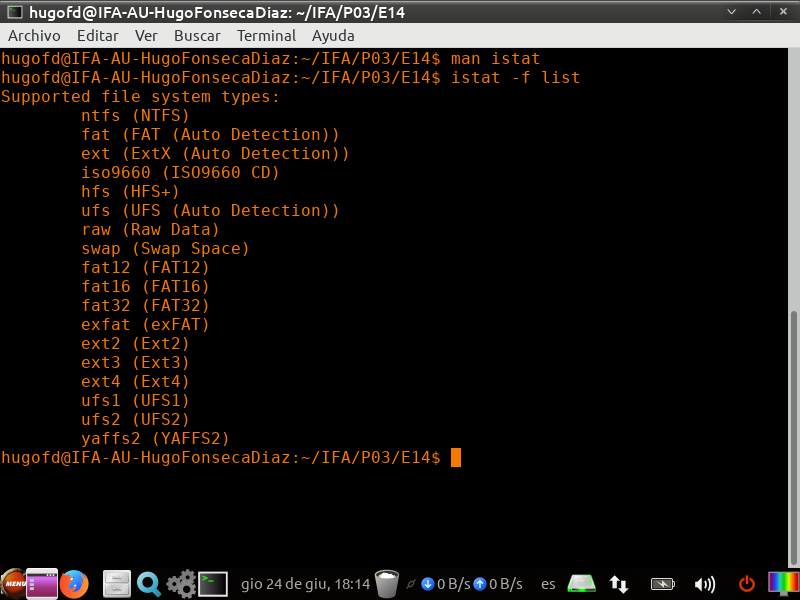 hugofd@IFA-AU-HugoFonsecaDiaz: ~/IFA/P03/E14
Archivo Editar Ver Buscar Terminal Ayuda
hugofd@IFA-AU-HugoFonsecaDiaz:~/IFA/P03/E14$ man istat
hugofd@IFA-AU-HugoFonsecaDiaz:~/IFA/P03/E14$ istat -f list
Supported file system types:
ntfs (NTFS)
fat (FAT (Auto Detection))
ext (ExtX (Auto Detection))
iso9660 (ISO9660 CD)
hfs (HFS+)
ufs (UFS (Auto Detection))
raw (Raw Data)
swap (Swap Space)
fat12 (FAT12)
fat16 (FAT16)
fat32 (FAT32)
exfat (exFAT)
ext2 (Ext2)
ext3 (Ext3)
ext4 (Ext4)
ufs1 (UFS1)
ufs2 (UFS2)
yaffs2 (YAFFS2)
hugofd@IFA-AU-HugoFonsecaDiaz:~/IFA/P03/E14$
MENU gio 24 de giu, 18:14 0 B/s 0 B/s es